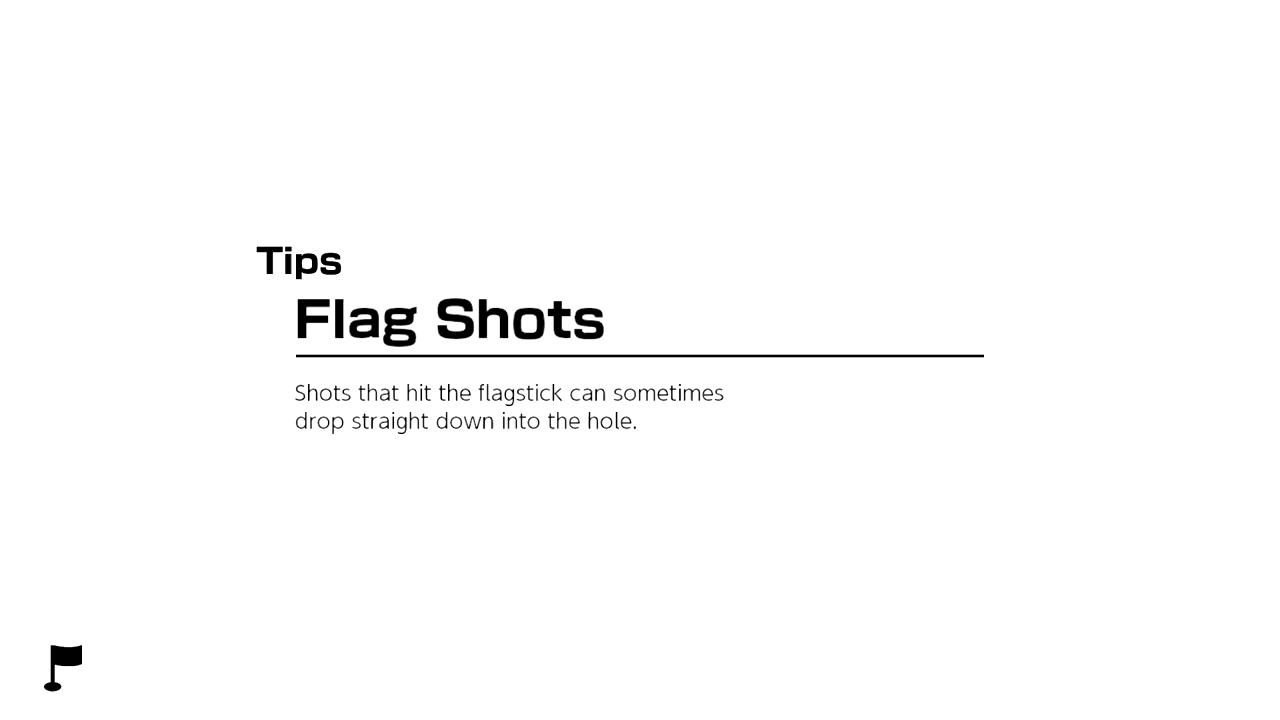 Tips
Flag Shots
Shots that hit the flagstick can sometimes
drop straight down into the hole.